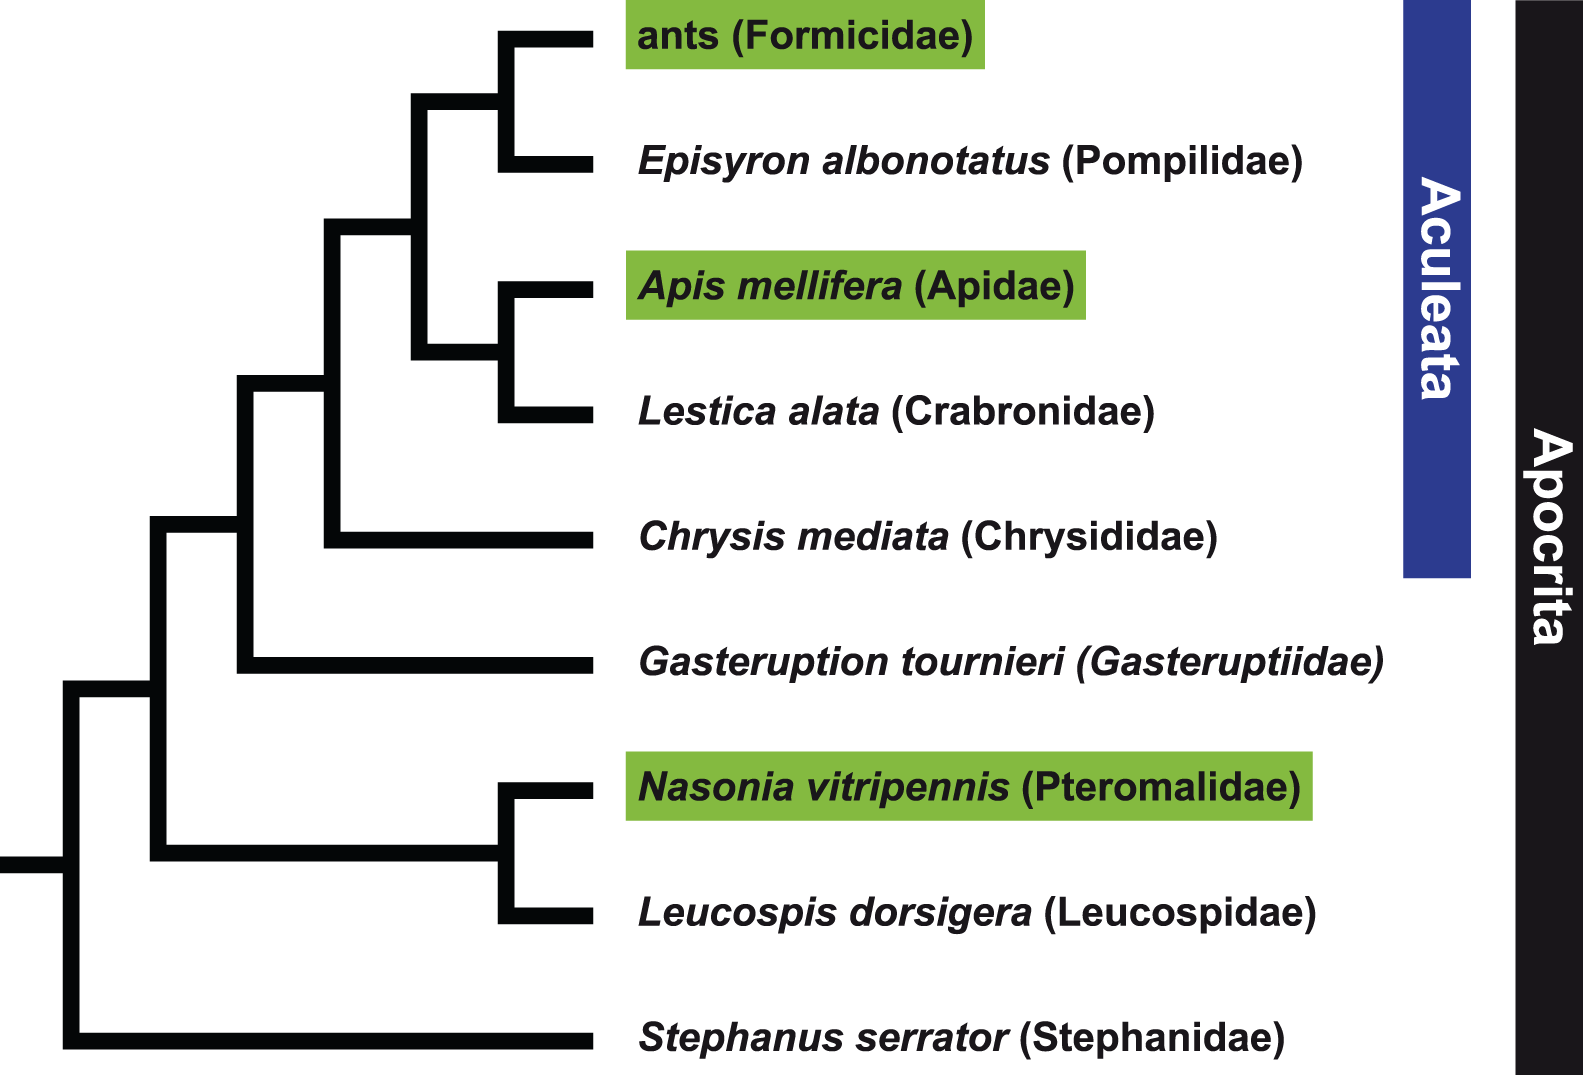 ants (Formicidae)
Episyron albonotatus (Pompilidae)
Apis mellifera (Apidae)
Lestica alata (Crabronidae)
Chrysis mediata (Chrysididae)
Gasteruption tournieri (Gasteruptiidae)
Nasonia vitripennis (Pteromalidae)
Leucospis dorsigera (Leucospidae)
Stephanus serrator (Stephanidae)
Aculeata
Apocrita